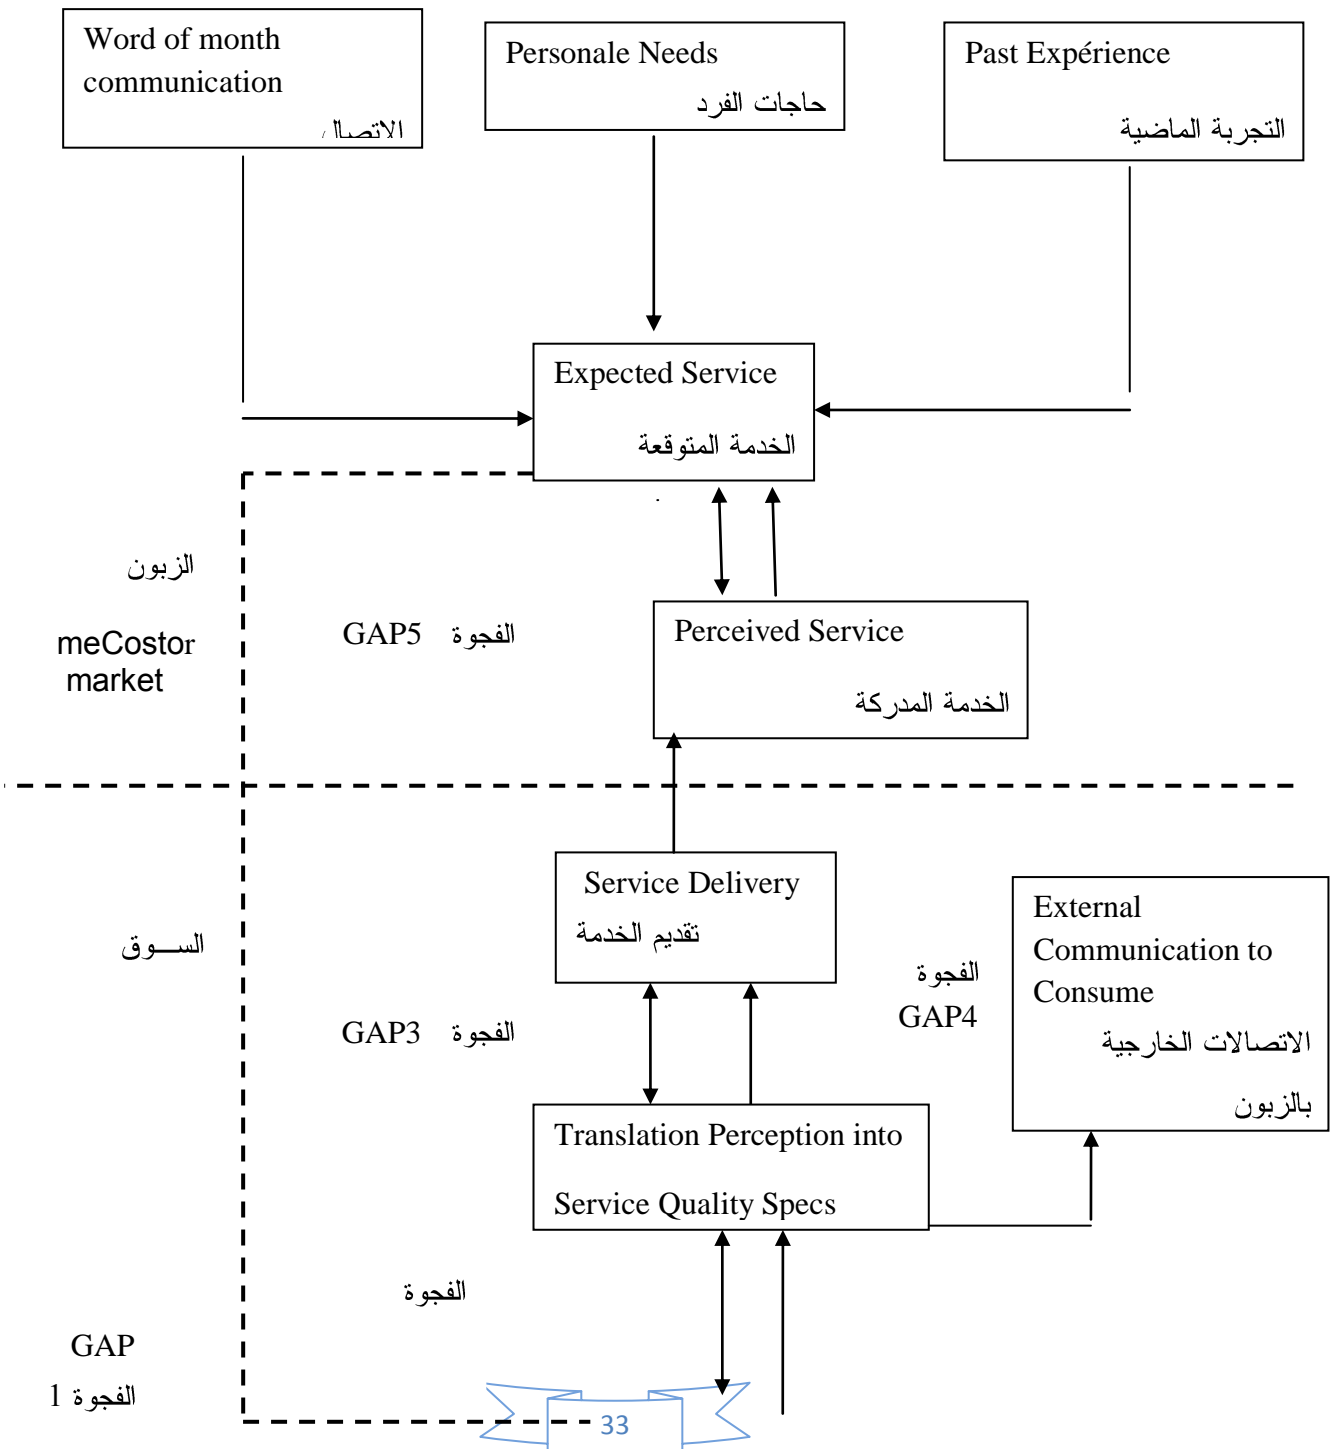 Word of month
communication
الاتصال
Personale Needs
حاجات الفرد
Past Expérience
التجربة الماضية
Expected Service
الخدمة المتوقعة
الزبون
meCostor
market
الفجوة GAP5
Perceived Service
الخدمة المدركة
الســوق
Service Delivery
تقديم الخدمة
الفجوة
GAP4
External
Communication to
Consume
الاتصالات الخارجية
بالزبون
الفجوة GAP3
Translation Perception into
Service Quality Specs
الفجوة
GAP
الفجوة 1
33